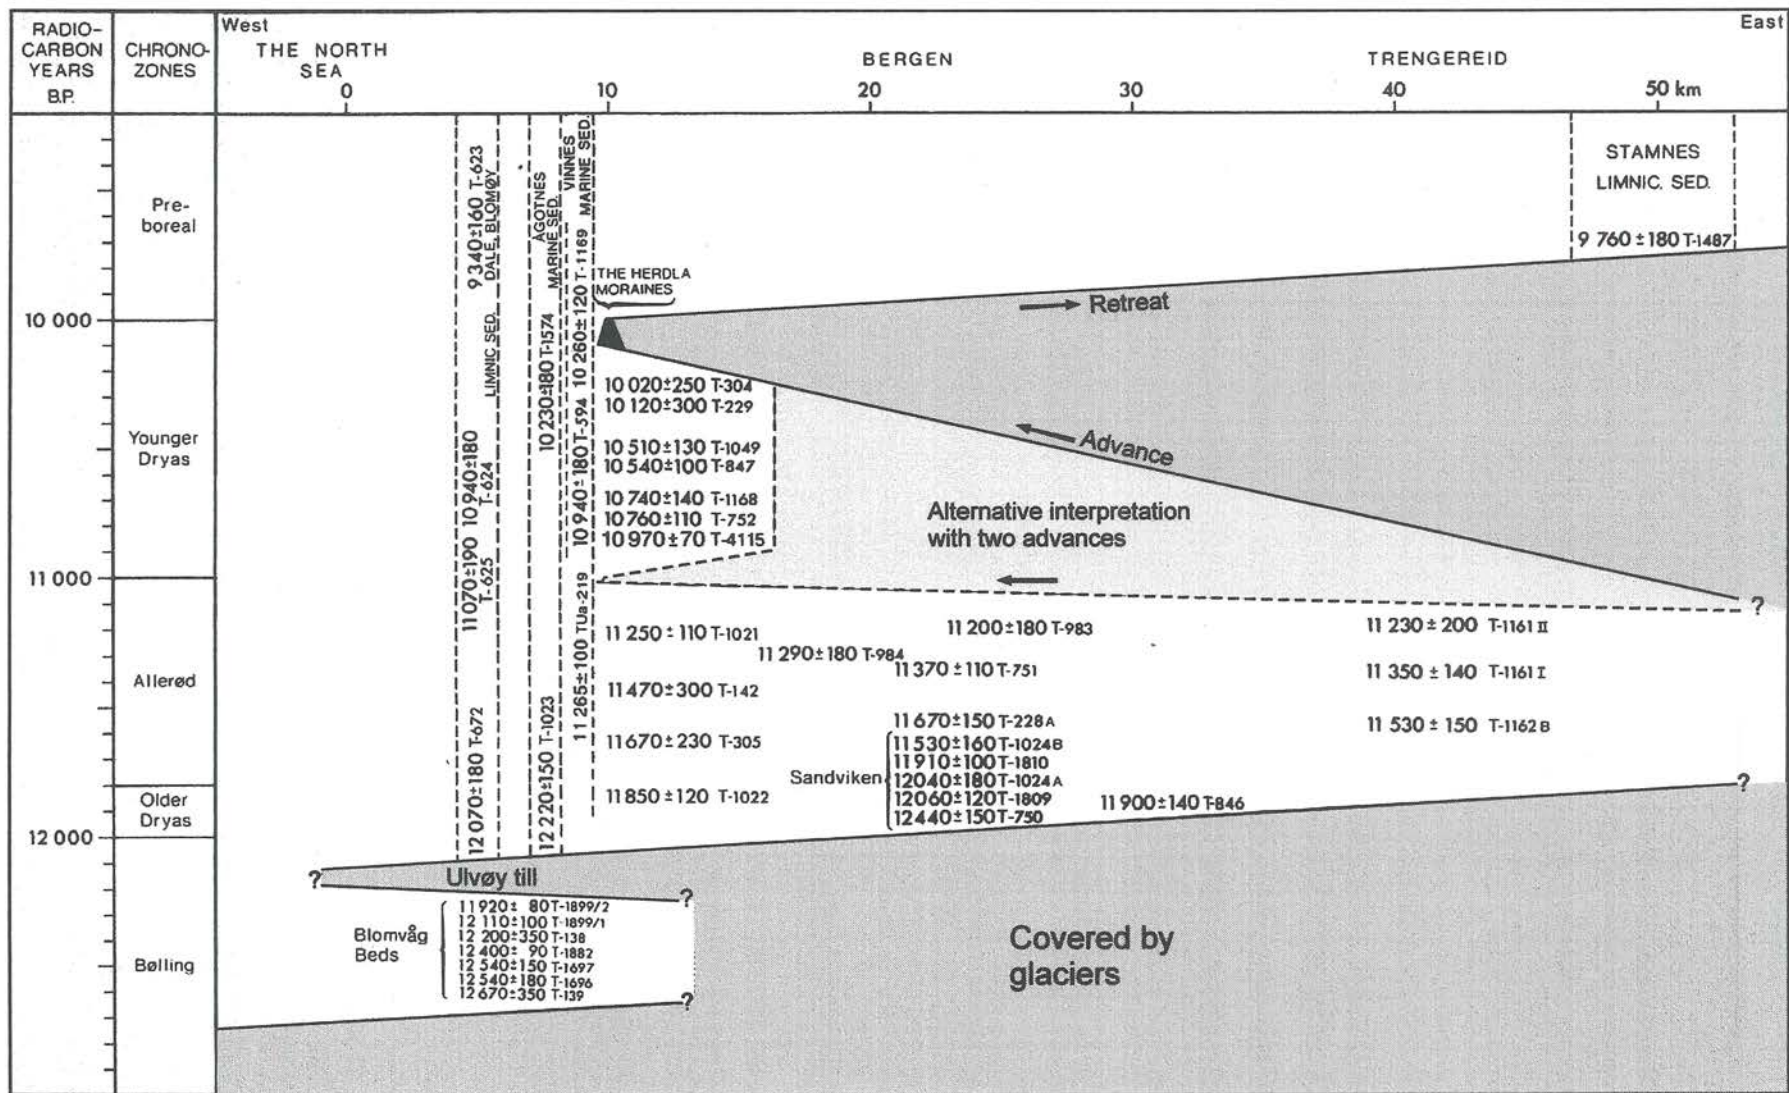 RADIO-
CARBON
YEARS
B.P.
CHRONO-
ZONES
West
East
THE NORTH
SEA
BERGEN
TRENGEREID
0
10
20
30
40
50 km
Pre-
boreal
10 000
Younger
Dryas
11 000
Allerød
Older
Dryas
12 000
Bølling
9 340±160 T-623
LIMNIC SED. DALE, BLOMØY
10 940±180
T-624
11 070±190
T-625
12 070±180 T-672
ÅGOTNES
MARINE SED.
10 230±180 T-1574
12 220±150 T-1023
VINNES
MARINE SED.
10 260±120 T-1169
10 940±180 T-594
11 265±100 TUa-219
THE HERDLA
MORAINES
STAMNES
LIMNIC. SED.
9 760±180 T-1487
Retreat
Advance
10 020±250 T-304
10 120±300 T-229
10 510±130 T-1049
10 540±100 T-847
10 740±140 T-1168
10 760±110 T-752
10 970±70 T-4115
Alternative interpretation
with two advances
?
11 250±110 T-1021
11 200±180 T-983
11 230±200 T-1161 II
11 290±180 T-984
11 370±110 T-751
11 350±140 T-1161 I
11 470±300 T-142
11 670±150 T-228A
11 530±150 T-1162 B
11 670±230 T-305
11 530±160 T-1024B
11 910±100 T-1810
Sandviken
12 040±180 T-1024A
12 060±120 T-1809
12 440±150 T-750
11 850±120 T-1022
11 900±140 T-846
?
? Ulvøy till ?
Blomvåg
Beds
11 920± 80 T-1899/2
12 110±100 T-1899/1
12 200±350 T-138
12 400± 90 T-1882
12 540±150 T-1697
12 540±180 T-1696
12 670±350 T-139
?
Covered by
glaciers